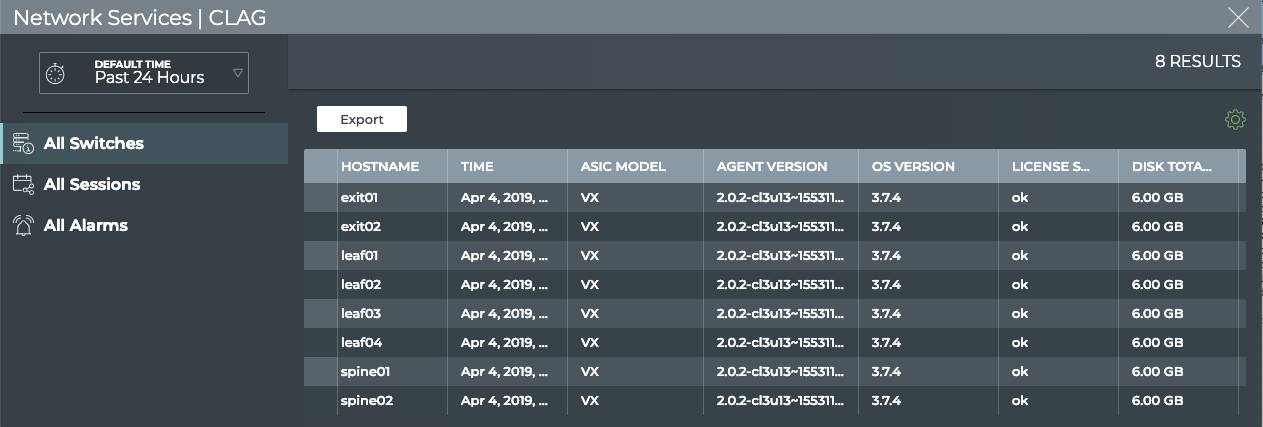 Network Services | CLAG
DEFAULT TIME
Past 24 Hours
8 RESULTS
All Switches
All Sessions
All Alarms
Export
HOSTNAME TIME ASIC MODEL AGENT VERSION OS VERSION LICENSE S... DISK TOTA...
exit01 Apr 4, 2019, ... VX 2.0.2-cl3u13~155311... 3.7.4 ok 6.00 GB
exit02 Apr 4, 2019, ... VX 2.0.2-cl3u13~155311... 3.7.4 ok 6.00 GB
leaf01 Apr 4, 2019, ... VX 2.0.2-cl3u13~155311... 3.7.4 ok 6.00 GB
leaf02 Apr 4, 2019, ... VX 2.0.2-cl3u13~155311... 3.7.4 ok 6.00 GB
leaf03 Apr 4, 2019, ... VX 2.0.2-cl3u13~155311... 3.7.4 ok 6.00 GB
leaf04 Apr 4, 2019, ... VX 2.0.2-cl3u13~155311... 3.7.4 ok 6.00 GB
spine01 Apr 4, 2019, ... VX 2.0.2-cl3u13~155311... 3.7.4 ok 6.00 GB
spine02 Apr 4, 2019, ... VX 2.0.2-cl3u13~155311... 3.7.4 ok 6.00 GB